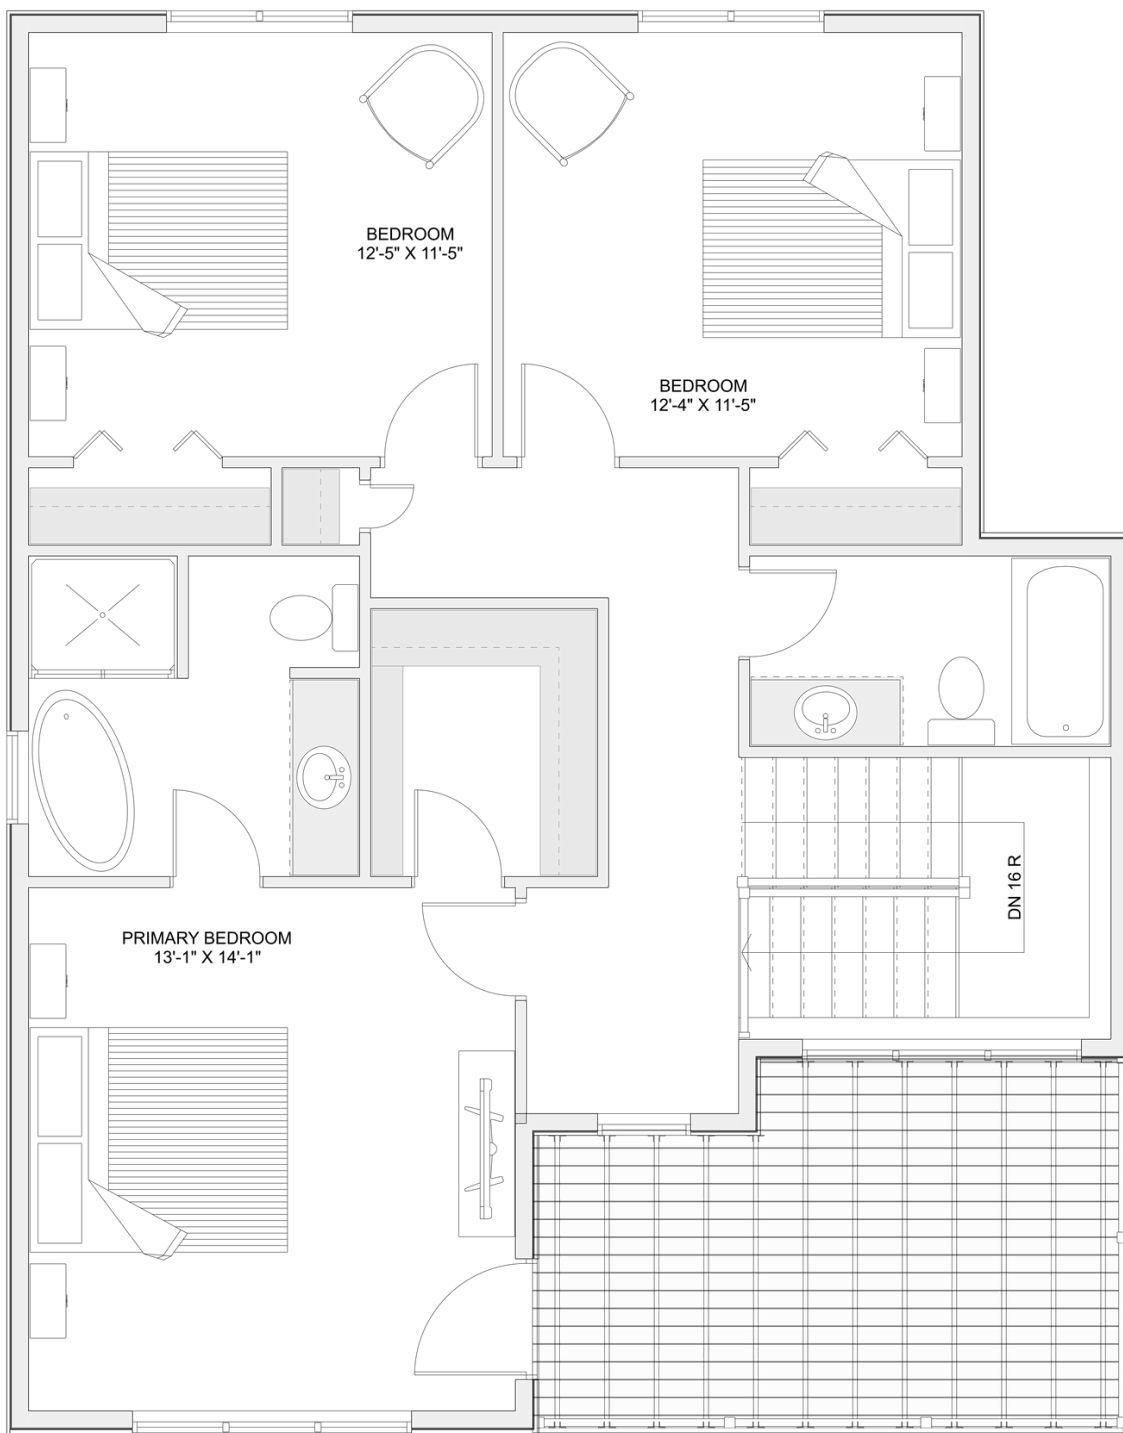 BEDROOM
12'-5" X 11'-5"
BEDROOM
12'-4" X 11'-5"
DN 16 R
PRIMARY BEDROOM
13'-1" X 14'-1"